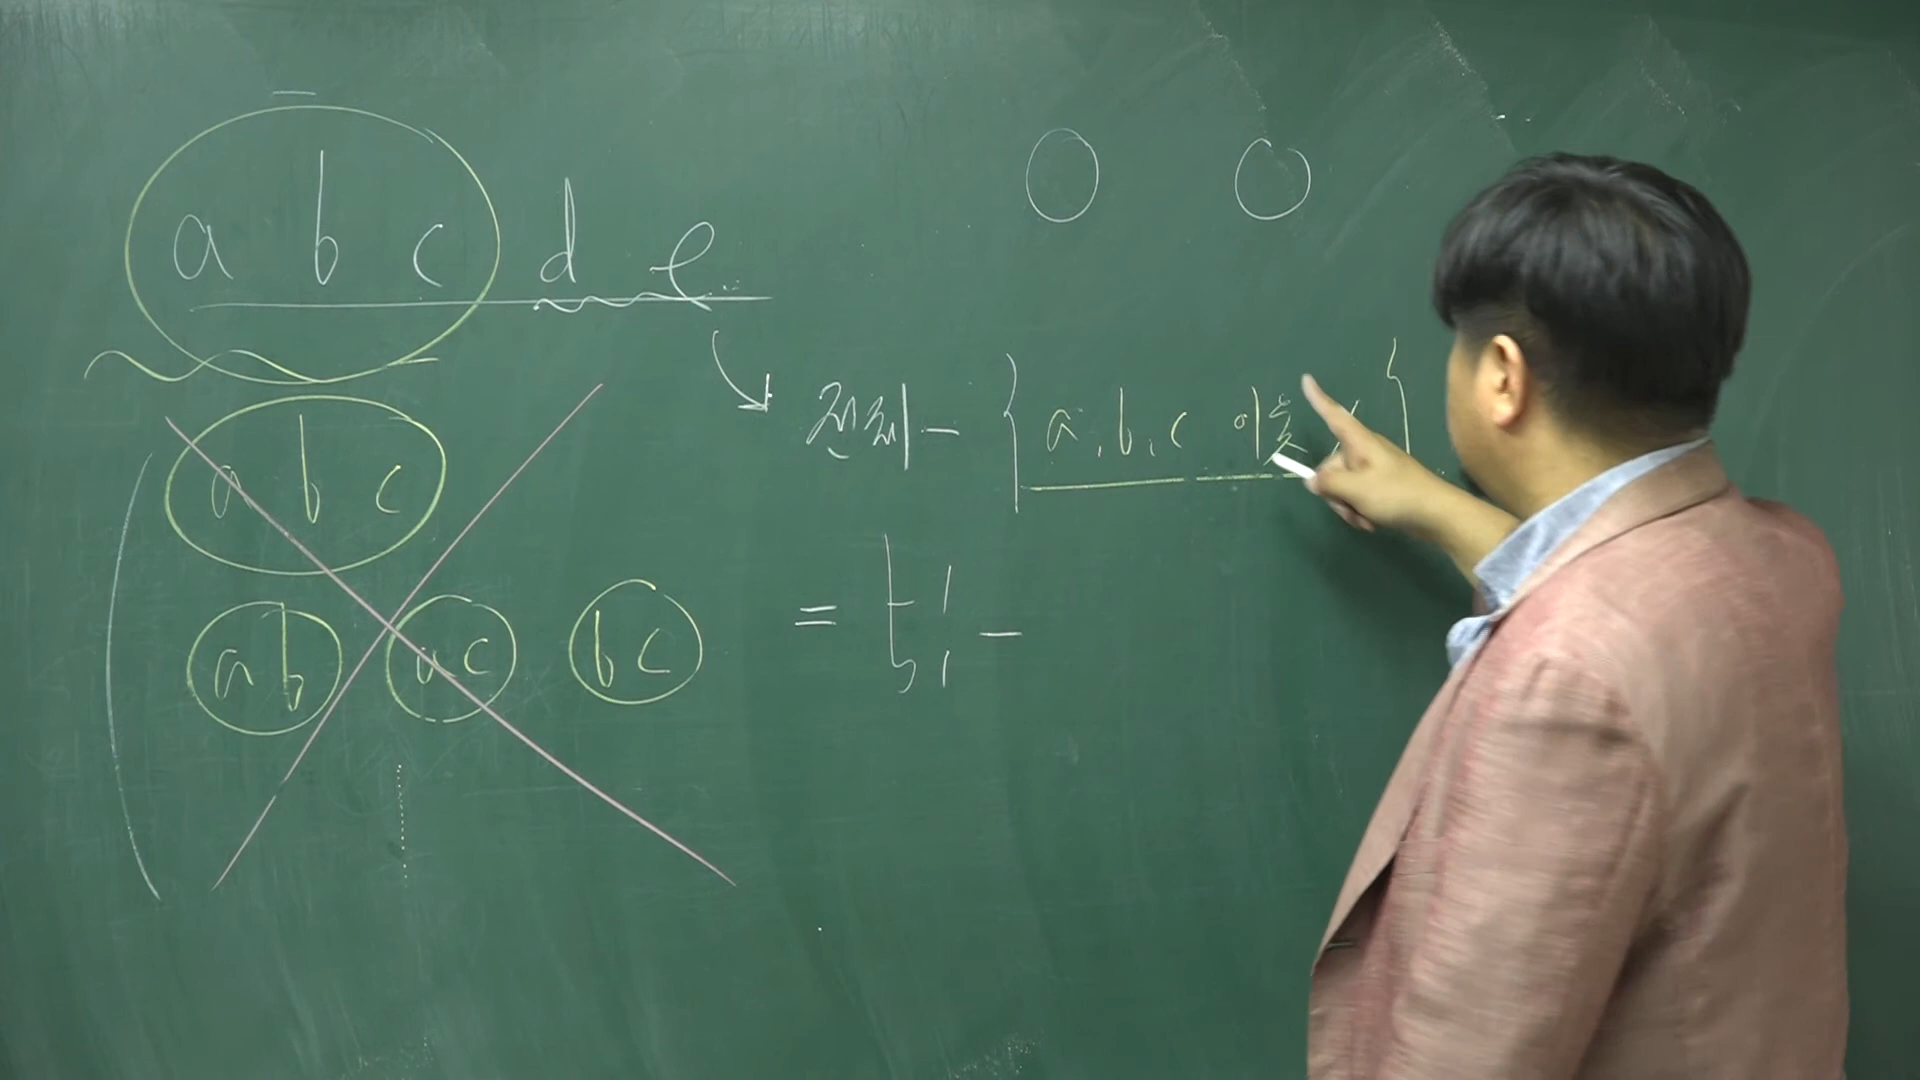 a b c d e
a b c
ab ac bc
전체 - { a, b, c 이웃 X }
= 5! -